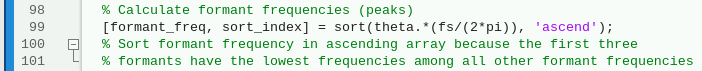 98 % Calculate formant frequencies (peaks)
99 [formant_freq, sort_index] = sort(theta.*(fs/(2*pi)), 'ascend');
100 % Sort formant frequency in ascending array because the first three
101 % formants have the lowest frequencies among all other formant frequencies